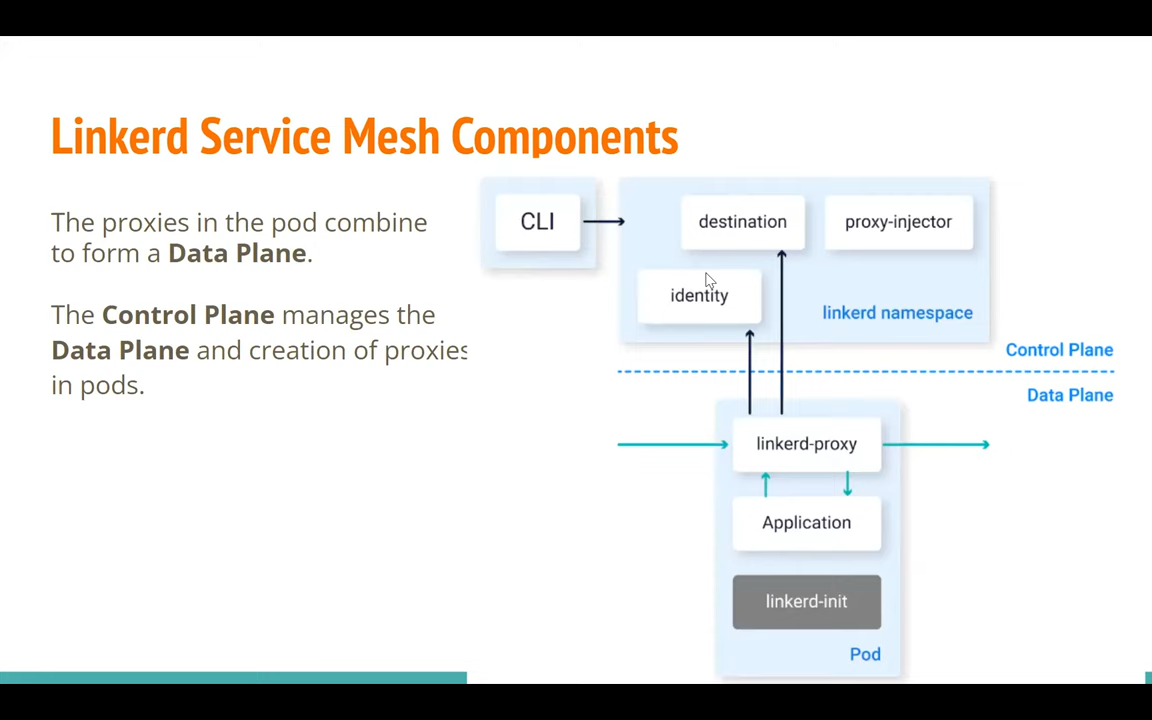 Linkerd Service Mesh Components
The proxies in the pod combine
to form a Data Plane.
The Control Plane manages the
Data Plane and creation of proxies
in pods.
CLI
destination
proxy-injector
identity
linkerd namespace
Control Plane
Data Plane
linkerd-proxy
Application
linkerd-init
Pod